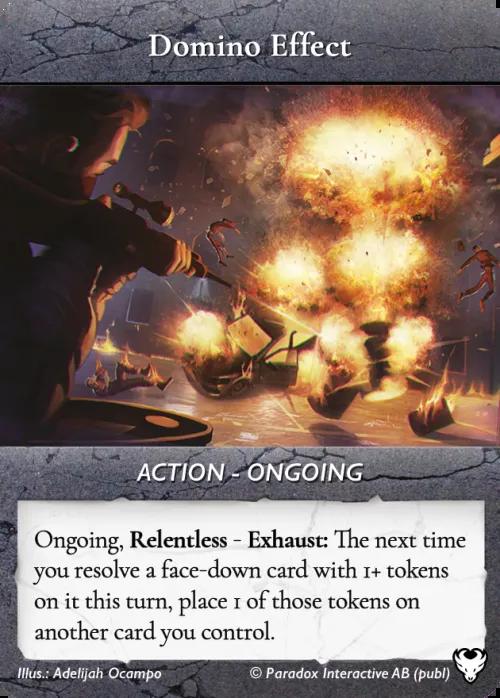 Domino Effect
ACTION - ONGOING
Ongoing, Relentless - Exhaust: The next time
you resolve a face-down card with 1+ tokens
on it this turn, place 1 of those tokens on
another card you control.
Illus.: Adelijah Ocampo
© Paradox Interactive AB (publ)